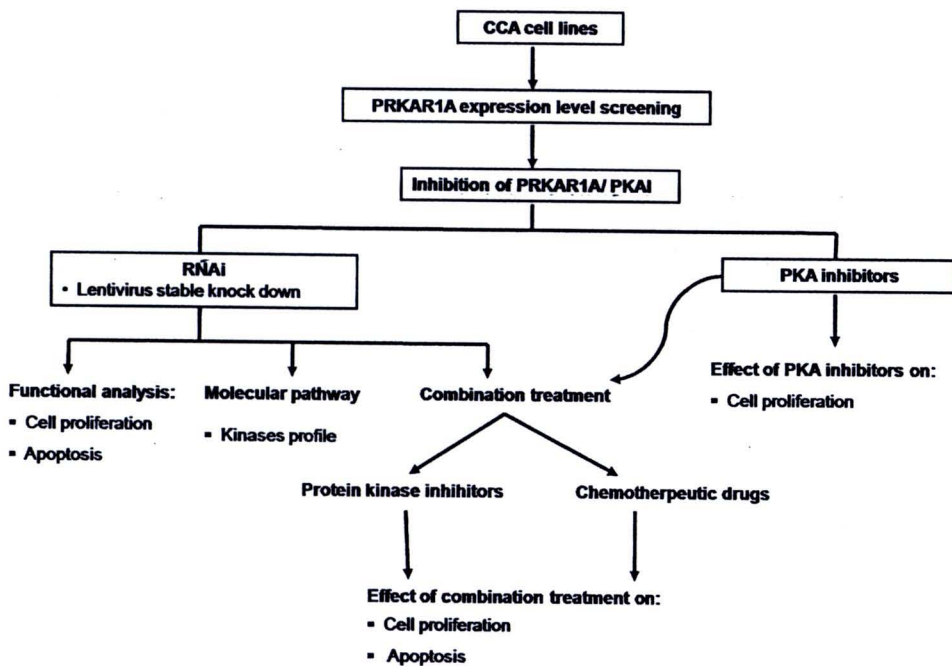 CCA cell lines
PRKAR1A expression level screening
Inhibition of PRKAR1A/ PKAI
RNAi
• Lentivirus stable knock down
PKA inhibitors
Functional analysis:
▪ Cell proliferation
▪ Apoptosis
Molecular pathway
▪ Kinases profile
Combination treatment
Effect of PKA inhibitors on:
▪ Cell proliferation
Protein kinase inhihitors
Chemotherpeutic drugs
Effect of combination treatment on:
▪ Cell proliferation
▪ Apoptosis